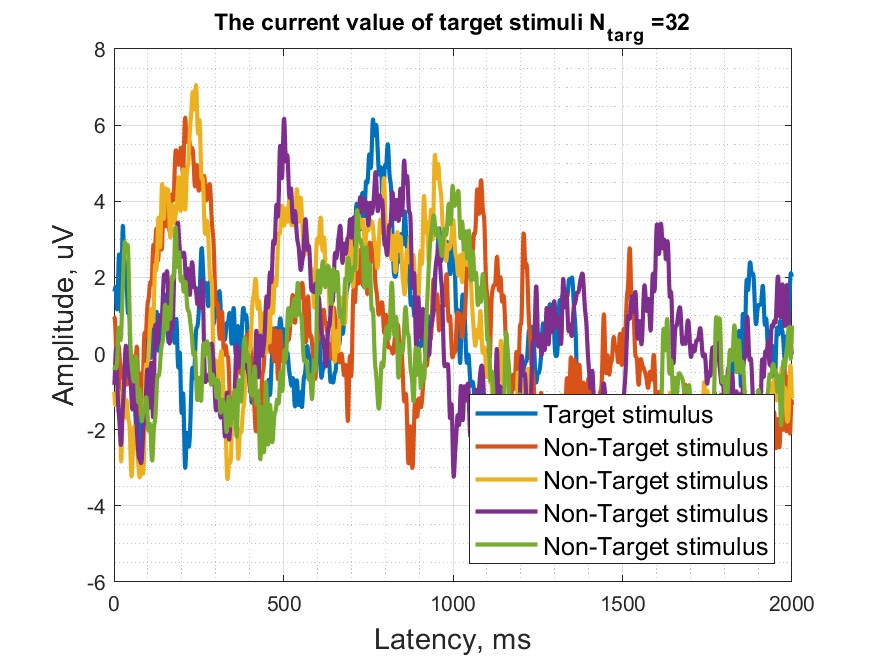 The current value of target stimuli N_targ =32
8
6
4
2
0
-2
-4
-6
Amplitude, uV
0 500 1000 1500 2000
Latency, ms
Target stimulus
Non-Target stimulus
Non-Target stimulus
Non-Target stimulus
Non-Target stimulus